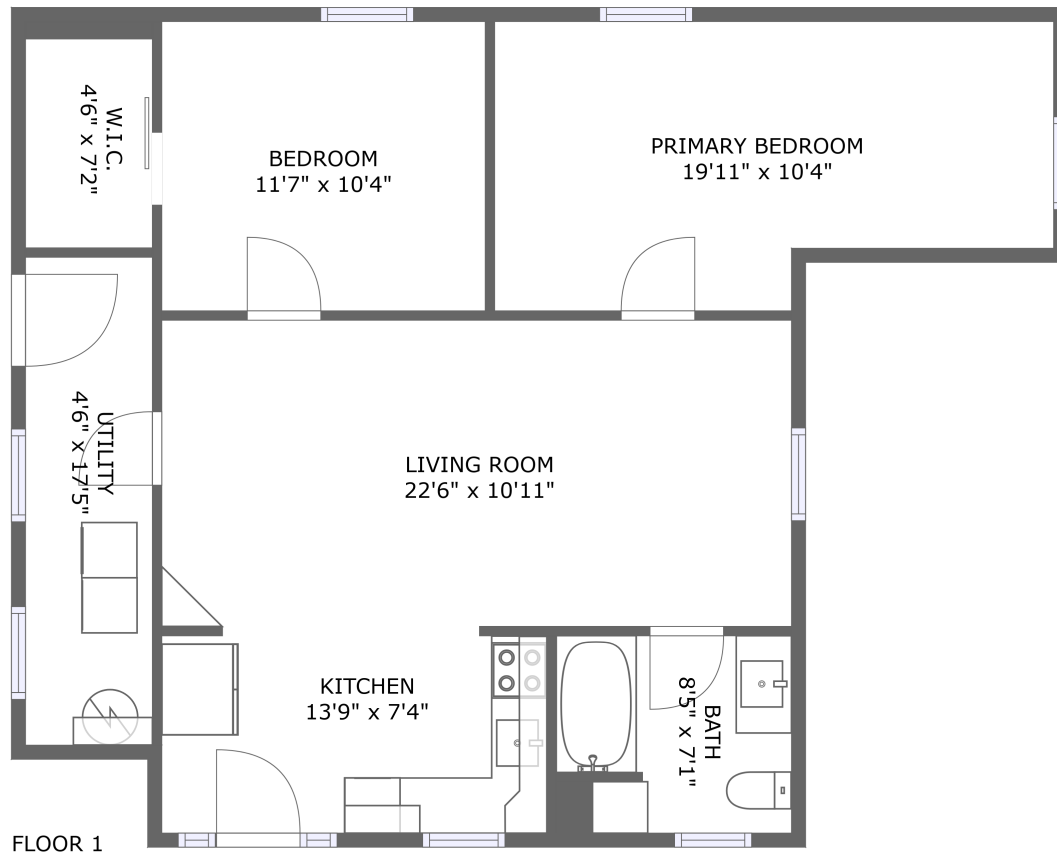 W.I.C.
4'6" x 7'2"
BEDROOM
11'7" x 10'4"
PRIMARY BEDROOM
19'11" x 10'4"
UTILITY
4'6" x 17'5"
LIVING ROOM
22'6" x 10'11"
KITCHEN
13'9" x 7'4"
BATH
8'5" x 7'1"
FLOOR 1